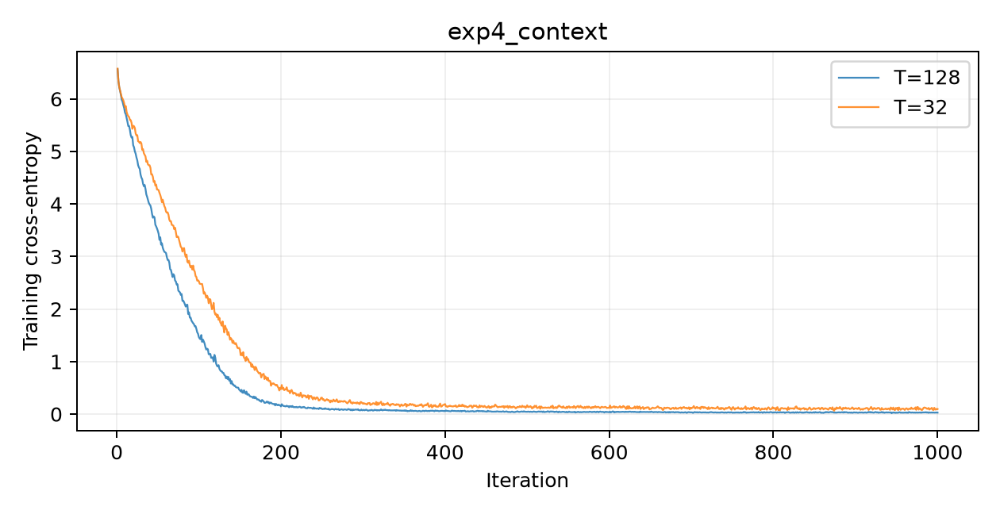 exp4_context
T=128
T=32
Training cross-entropy
6
5
4
3
2
1
0
0 200 400 600 800 1000
Iteration